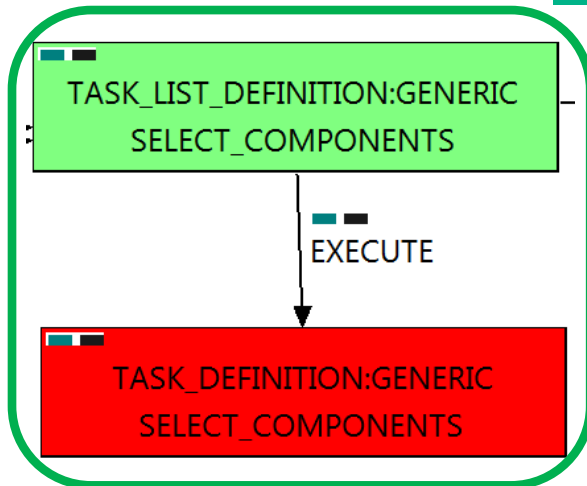 TASK_LIST_DEFINITION:GENERIC
SELECT_COMPONENTS
EXECUTE
TASK_DEFINITION:GENERIC
SELECT_COMPONENTS